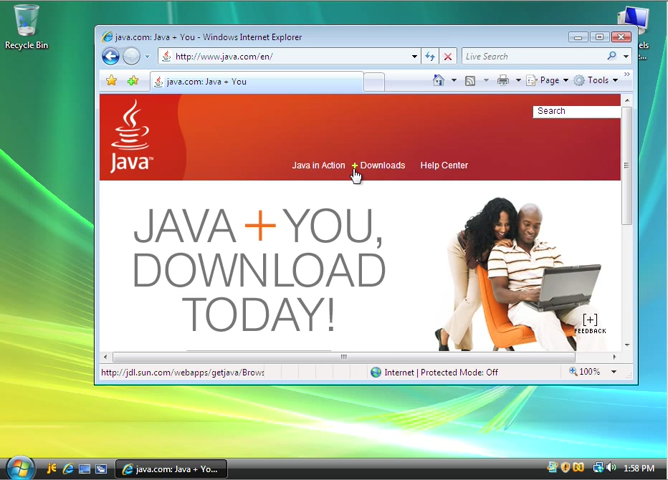 Recycle Bin
java.com: Java + You - Windows Internet Explorer
http://www.java.com/en/
Live Search
java.com: Java + You
Page
Tools
Search
Java™
Java in Action
+ Downloads
Help Center
JAVA + YOU,
DOWNLOAD
TODAY!
[+]
FEEDBACK
http://jdl.sun.com/webapps/getjava/Brows
Internet | Protected Mode: Off
100%
java.com: Java + Yo...
1:58 PM